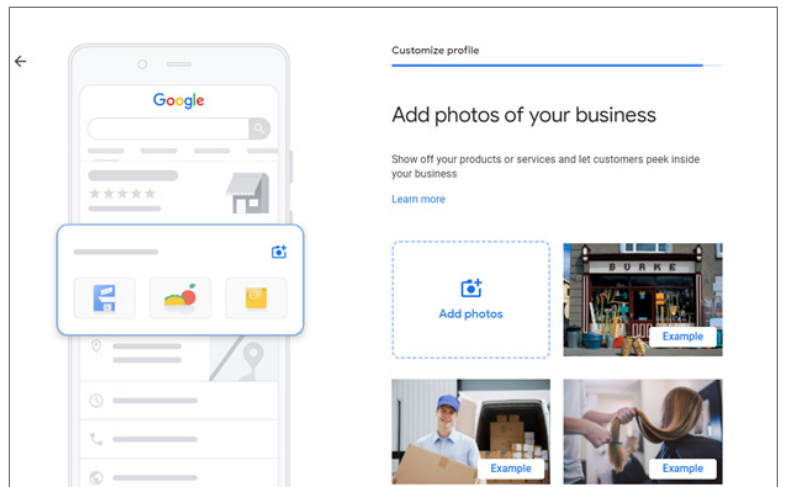 Customize profile
Google
Add photos of your business
Show off your products or services and let customers peek inside
your business
Learn more
BURKE
Add photos
Example
Example
Example